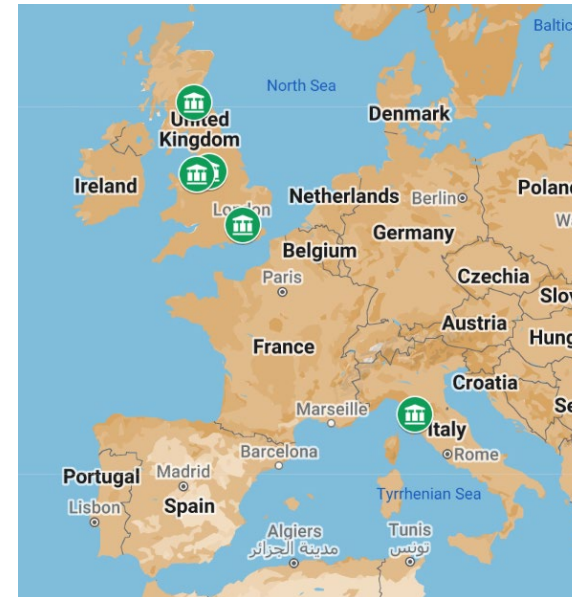 Baltic
North Sea
Denmark
United
Kingdom
Ireland
Netherlands
Berlin
Poland
London
W
Germany
Belgium
Paris
Czechia
Slov
Austria
Hung
France
Croatia
Marseille
Se
Italy
Barcelona
Rome
Portugal
Madrid
Lisbon
Spain
Tyrrhenian Sea
Algiers
مدينة الجزائر
Tunis
تونس